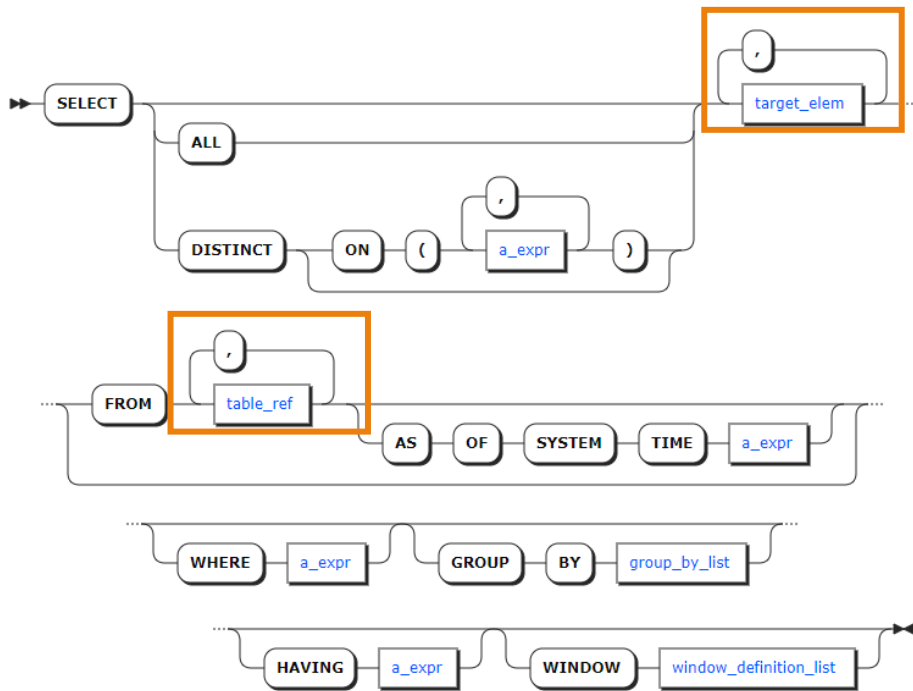 ,
SELECT target_elem
ALL
,
DISTINCT ON ( a_expr )
,
FROM table_ref
AS OF SYSTEM TIME a_expr
WHERE a_expr GROUP BY group_by_list
HAVING a_expr WINDOW window_definition_list